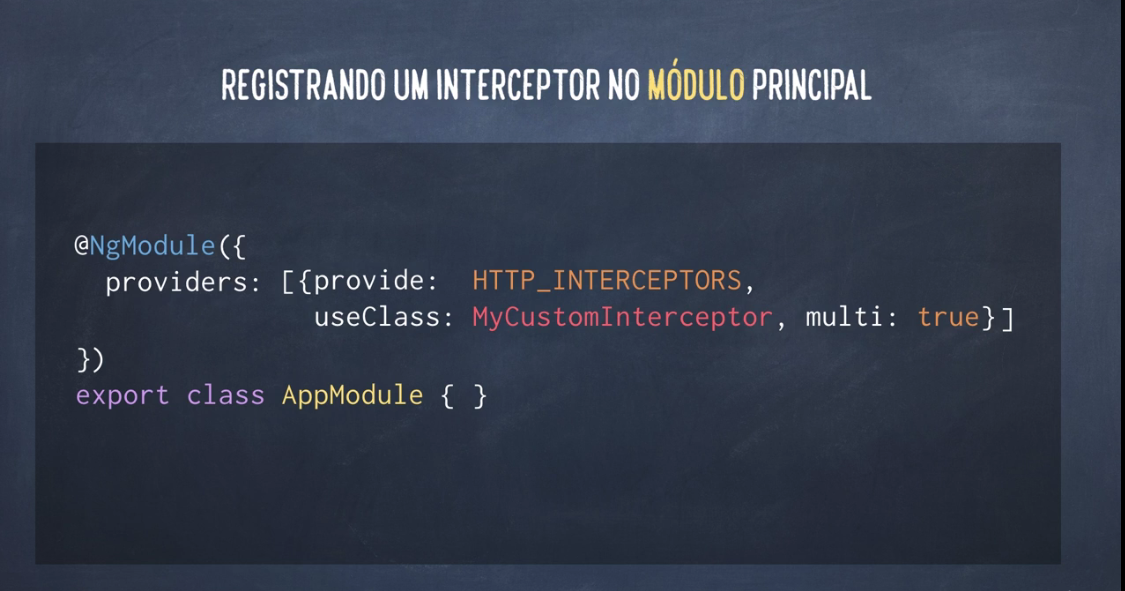 REGISTRANDO UM INTERCEPTOR NO MÓDULO PRINCIPAL
@NgModule({
  providers: [{provide:  HTTP_INTERCEPTORS,
               useClass: MyCustomInterceptor, multi: true}]
})
export class AppModule { }